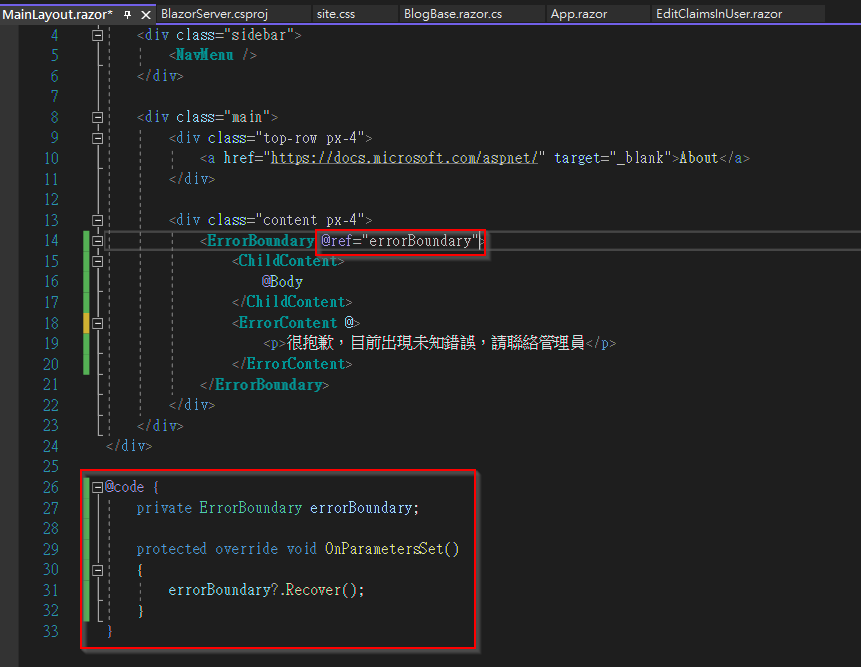 MainLayout.razor* BlazorServer.csproj site.css BlogBase.razor.cs App.razor EditClaimsInUser.razor
4 <div class="sidebar">
5 <NavMenu />
6 </div>
7
8 <div class="main">
9 <div class="top-row px-4">
10 <a href="https://docs.microsoft.com/aspnet/" target="_blank">About</a>
11 </div>
12
13 <div class="content px-4">
14 <ErrorBoundary @ref="errorBoundary">
15 <ChildContent>
16 @Body
17 </ChildContent>
18 <ErrorContent @>
19 <p>很抱歉，目前出現未知錯誤，請聯絡管理員</p>
20 </ErrorContent>
21 </ErrorBoundary>
22 </div>
23 </div>
24 </div>
25
26 @code {
27 private ErrorBoundary errorBoundary;
28
29 protected override void OnParametersSet()
30 {
31 errorBoundary?.Recover();
32 }
33 }